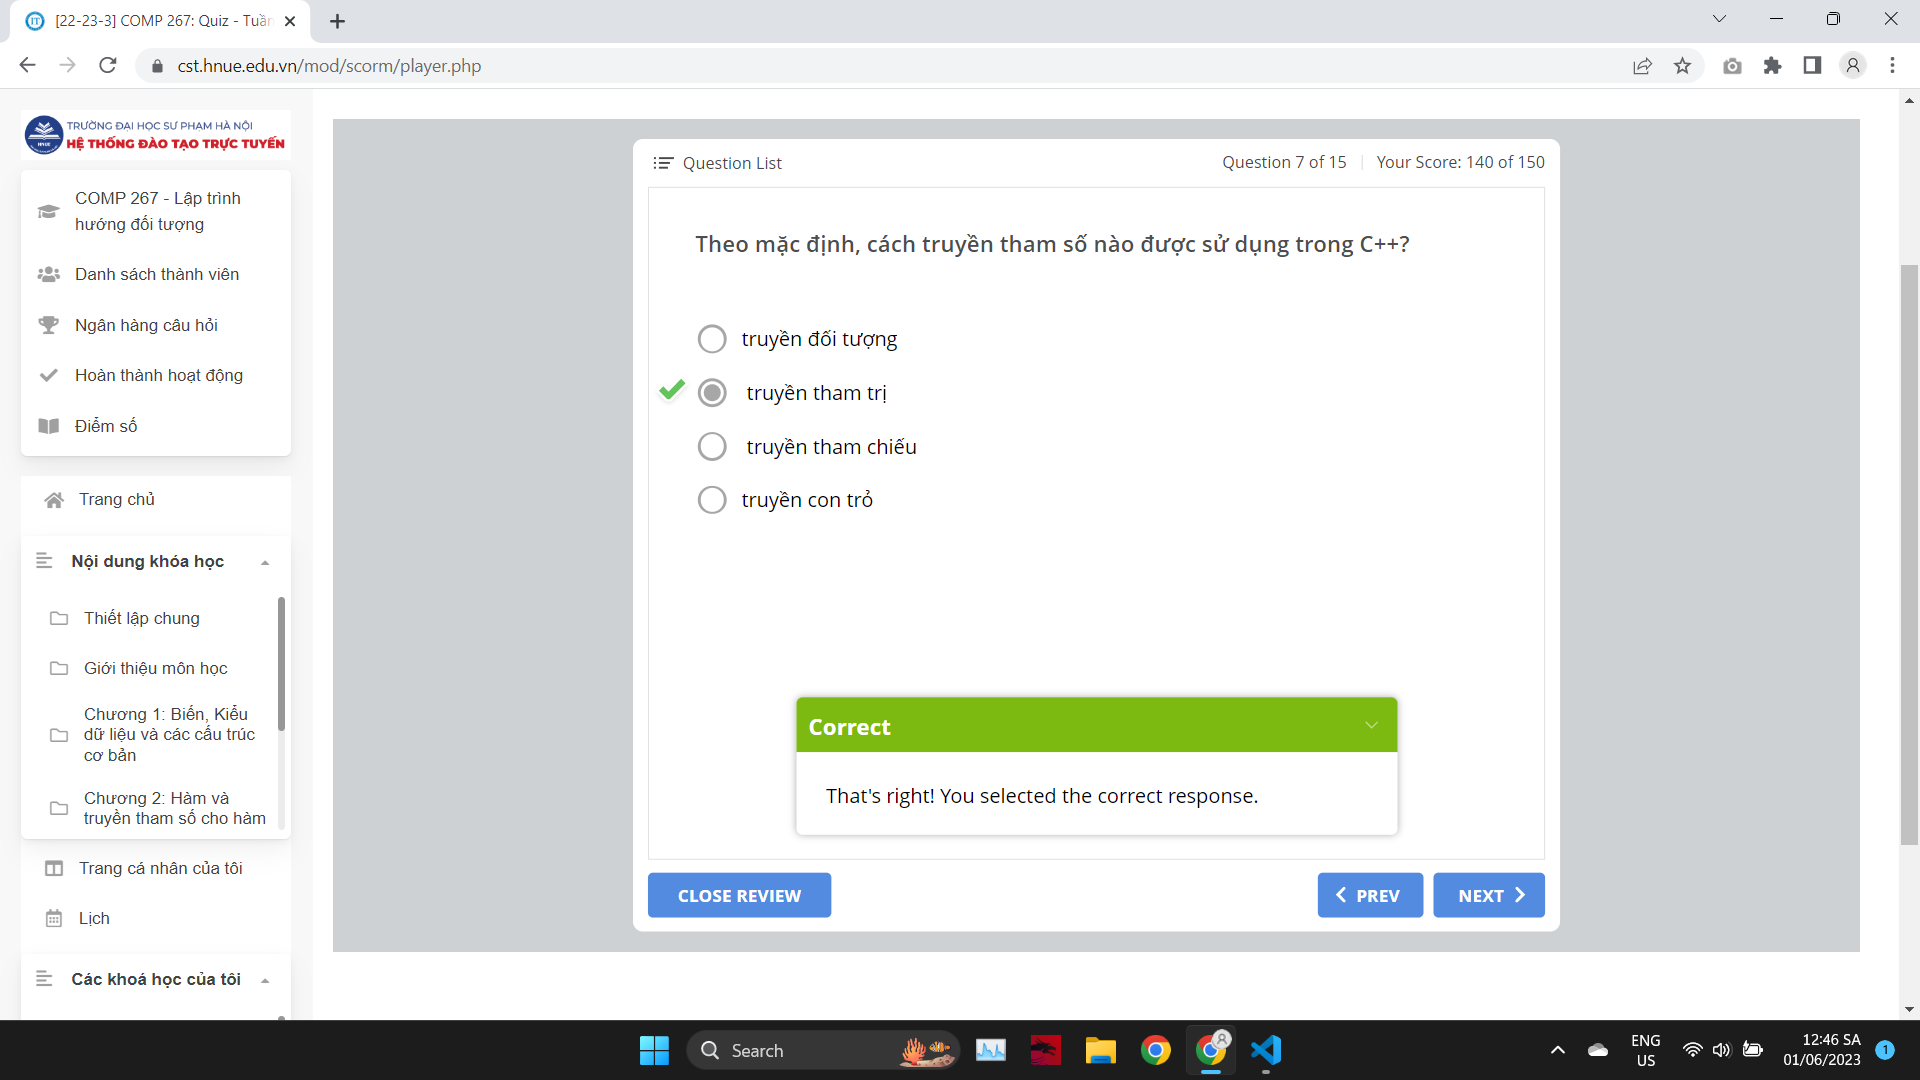 [22-23-3] COMP 267: Quiz - Tuần
cst.hnue.edu.vn/mod/scorm/player.php
TRƯỜNG ĐẠI HỌC SƯ PHẠM HÀ NỘI
HỆ THỐNG ĐÀO TẠO TRỰC TUYẾN
COMP 267 - Lập trình
hướng đối tượng
Danh sách thành viên
Ngân hàng câu hỏi
Hoàn thành hoạt động
Điểm số
Trang chủ
Nội dung khóa học
Thiết lập chung
Giới thiệu môn học
Chương 1: Biến, Kiểu
dữ liệu và các cấu trúc
cơ bản
Chương 2: Hàm và
truyền tham số cho hàm
Trang cá nhân của tôi
Lịch
Các khoá học của tôi
Question List
Question 7 of 15
Your Score: 140 of 150
Theo mặc định, cách truyền tham số nào được sử dụng trong C++?
truyền đối tượng
truyền tham trị
truyền tham chiếu
truyền con trỏ
Correct
That's right! You selected the correct response.
CLOSE REVIEW
PREV
NEXT
Search
ENG
US
12:46 SA
01/06/2023
1